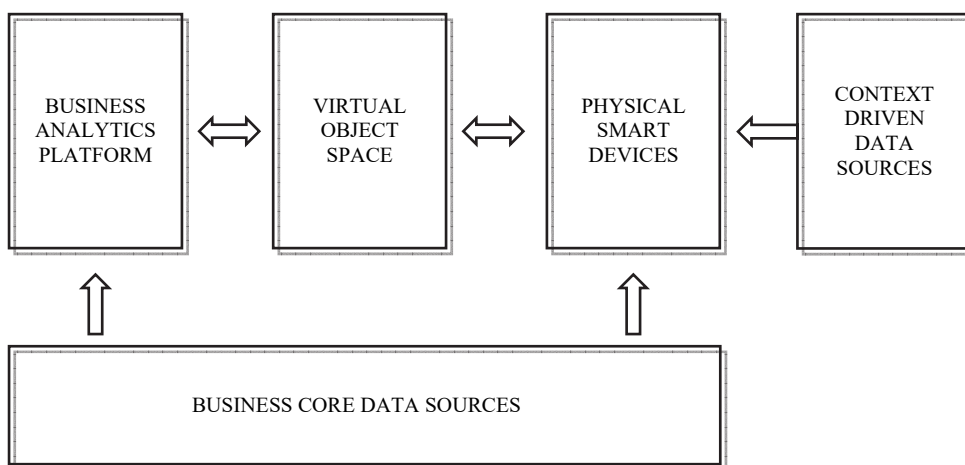 BUSINESS
ANALYTICS
PLATFORM
VIRTUAL
OBJECT
SPACE
PHYSICAL
SMART
DEVICES
CONTEXT
DRIVEN
DATA
SOURCES
BUSINESS CORE DATA SOURCES